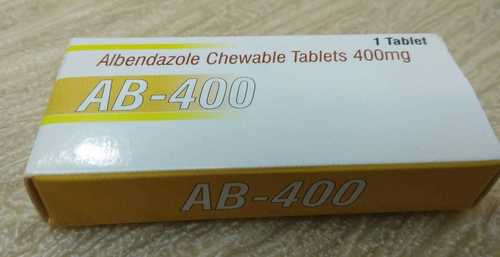 1 Tablet
Albendazole Chewable Tablets 400mg
AB-400
AB-400